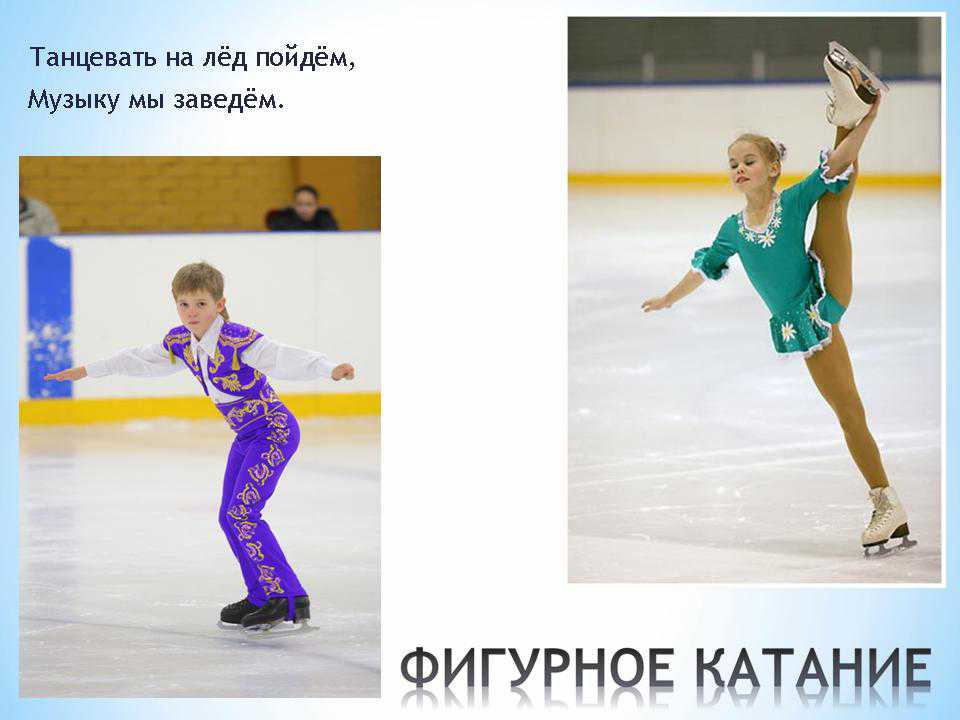 Танцевать на лёд пойдём,
Музыку мы заведём.
ФИГУРНОЕ КАТАНИЕ